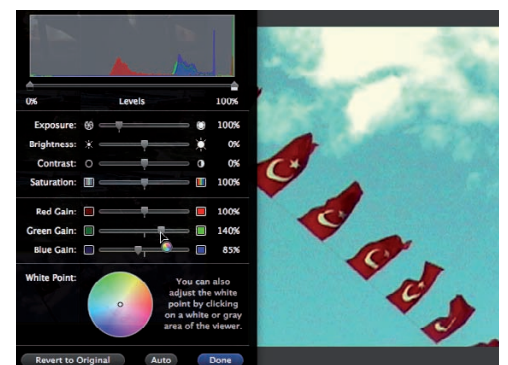 0% Levels 100%
Exposure: 100%
Brightness: 0%
Contrast: 0%
Saturation: 100%
Red Gain: 100%
Green Gain: 140%
Blue Gain: 85%
White Point:
You can also
adjust the white
point by clicking
on a white or gray
area of the viewer.
Revert to Original Auto Done